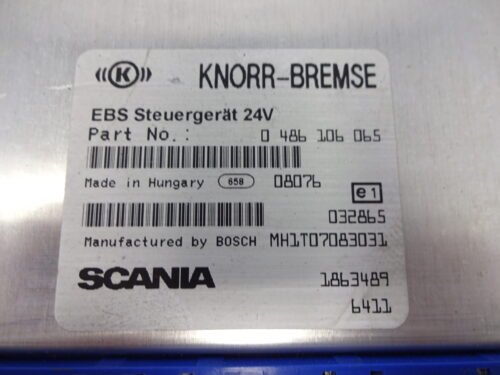 ((K)) KNORR-BREMSE
EBS Steuergerät 24V
Part No.: 0 486 106 065
Made in Hungary 658 08076 e1
032865
Manufactured by BOSCH MH1T07083031
SCANIA 1863489
6411